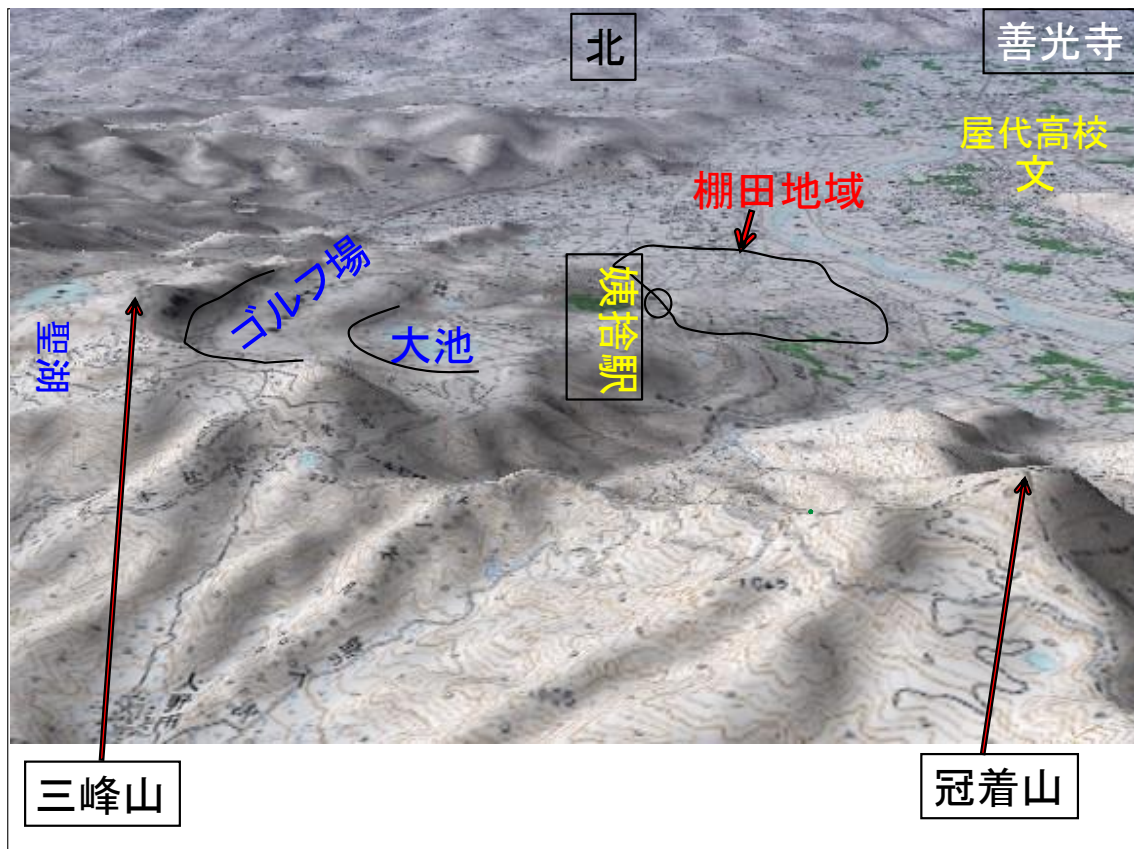 北
善光寺
屋代高校
文
棚田地域
ゴルフ場
姨捨駅
大池
聖湖
三峰山
冠着山